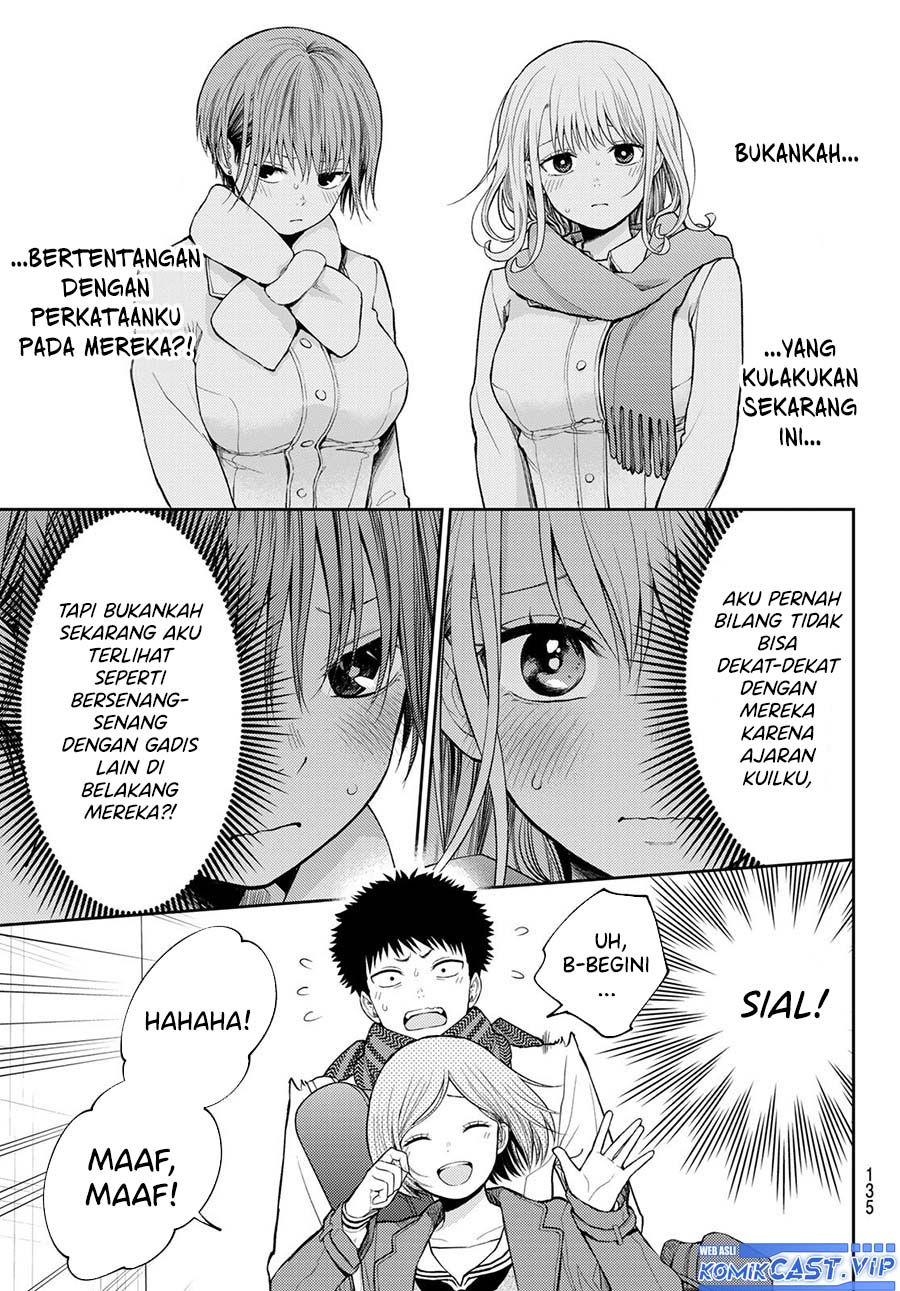 BUKANKAH...
...YANG
KULAKUKAN
SEKARANG
INI...
...BERTENTANGAN
DENGAN
PERKATAANKU
PADA MEREKA?!
AKU PERNAH
BILANG TIDAK
BISA
DEKAT-DEKAT
DENGAN
MEREKA
KARENA
AJARAN
KUILKU,
TAPI BUKANKAH
SEKARANG AKU
TERLIHAT
SEPERTI
BERSENANG-
SENANG
DENGAN GADIS
LAIN DI
BELAKANG
MEREKA?!
SIAL!
UH,
B-BEGINI
...
HAHAHA!
MAAF,
MAAF!
135
WEB ASLI
KOMIKCAST.VIP